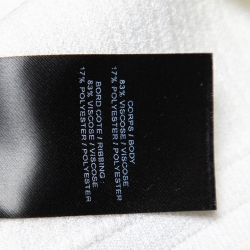 CORPS / BODY
83% VISCOSE / VISCOSE
17% POLYESTER / POLYESTER
BORD COTE / RIBBING :
83% VISCOSE / VISCOSE
17% POLYESTER / POLYESTER